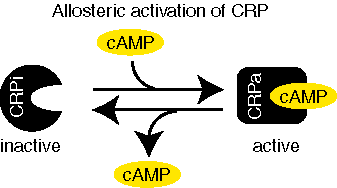 Allosteric activation of CRP
cAMP
CRPi
CRPa
cAMP
inactive
active
cAMP